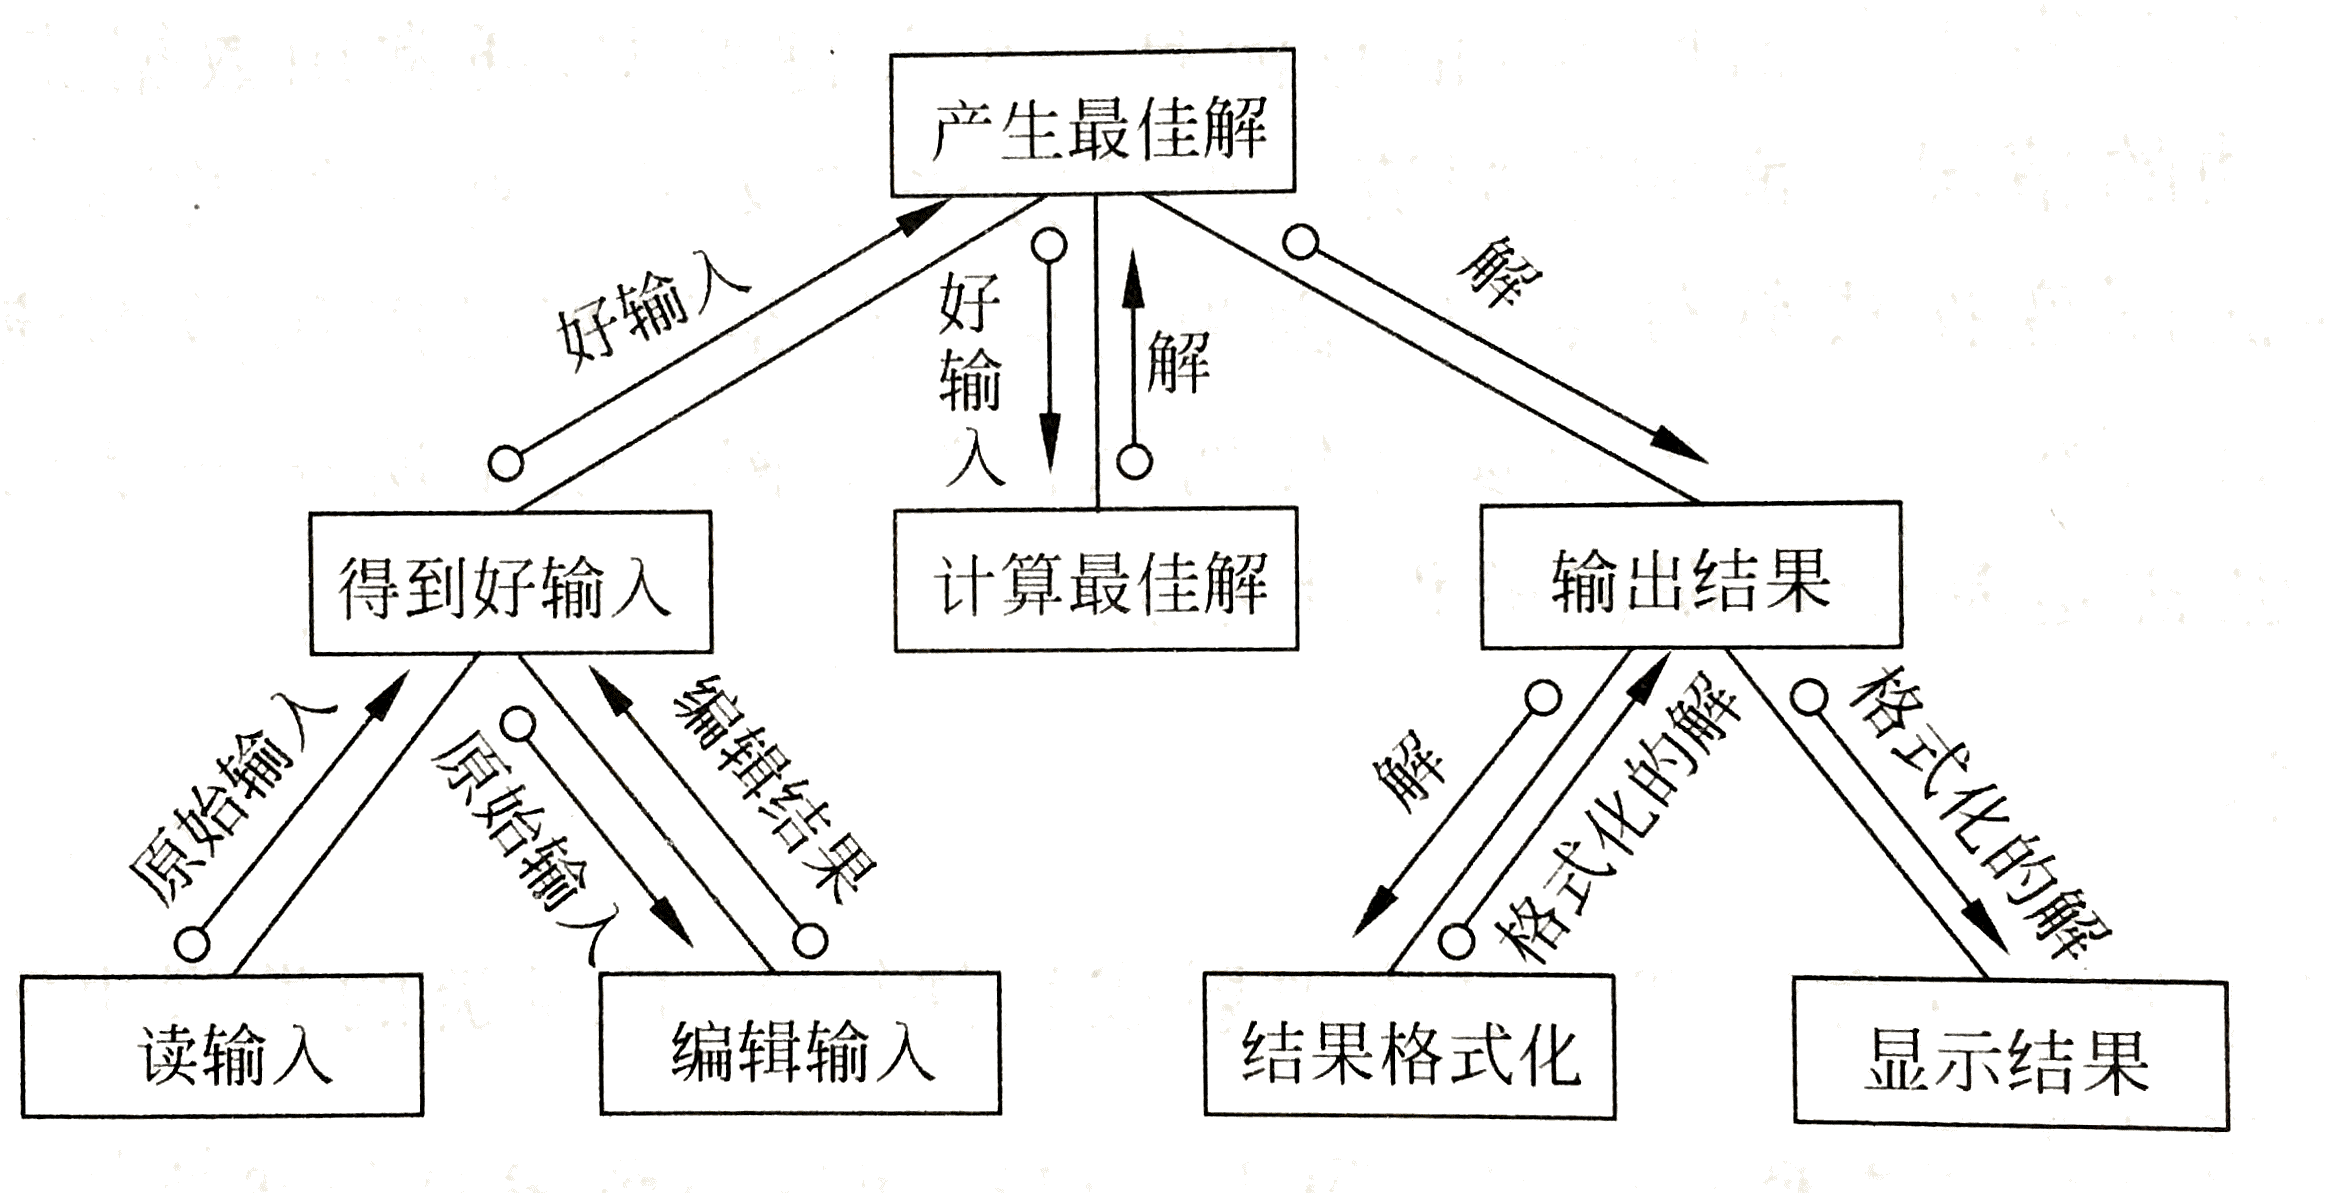 产生最佳解
好输入
好输入
解
解
得到好输入
计算最佳解
输出结果
原始输入
原始输入
编辑结果
解
格式化的解
格式化的解
读输入
编辑输入
结果格式化
显示结果